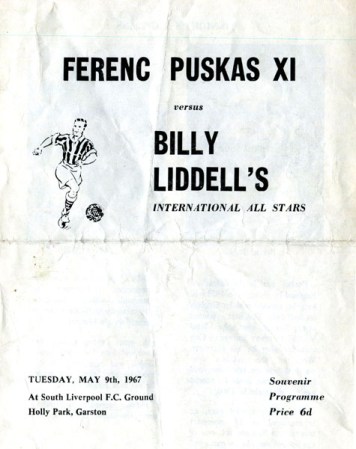 FERENC PUSKAS XI
versus
BILLY
LIDDELL'S
INTERNATIONAL ALL STARS
TUESDAY, MAY 9th, 1967
At South Liverpool F.C. Ground
Holly Park, Garston
Souvenir
Programme
Price 6d